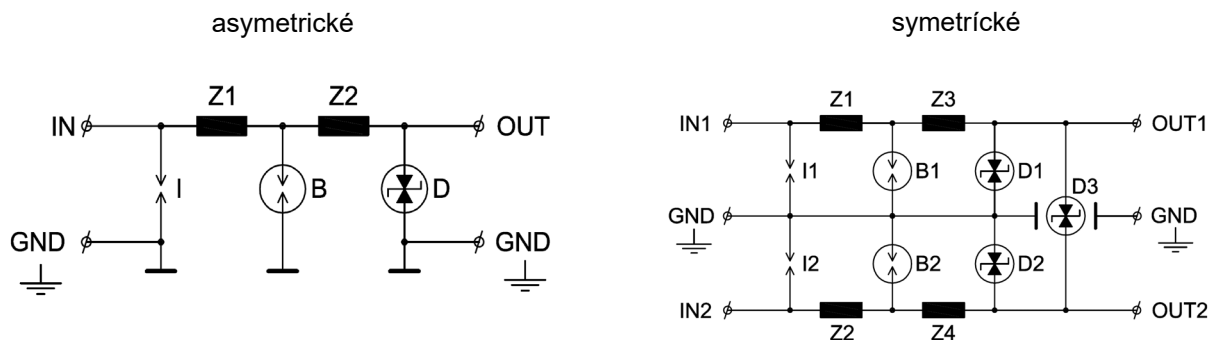 asymetrické
symetrícké
Z1
Z2
IN
OUT
I
B
D
GND
GND
Z1
Z3
IN1
OUT1
I1
B1
D1
D3
GND
GND
I2
B2
D2
IN2
OUT2
Z2
Z4